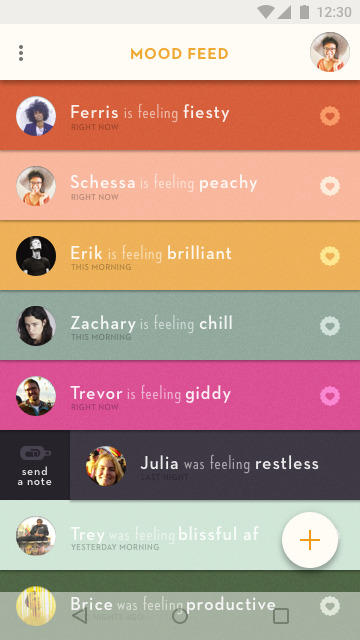 12:30
MOOD FEED
Ferris is feeling fiesty
RIGHT NOW
Schessa is feeling peachy
RIGHT NOW
Erik is feeling brilliant
THIS MORNING
Zachary is feeling chill
THIS MORNING
Trevor is feeling giddy
RIGHT NOW
send
a note
Julia was feeling restless
LAST NIGHT
Trey was feeling blissful af
YESTERDAY MORNING
Brice was feeling productive
NIGHTS AGO